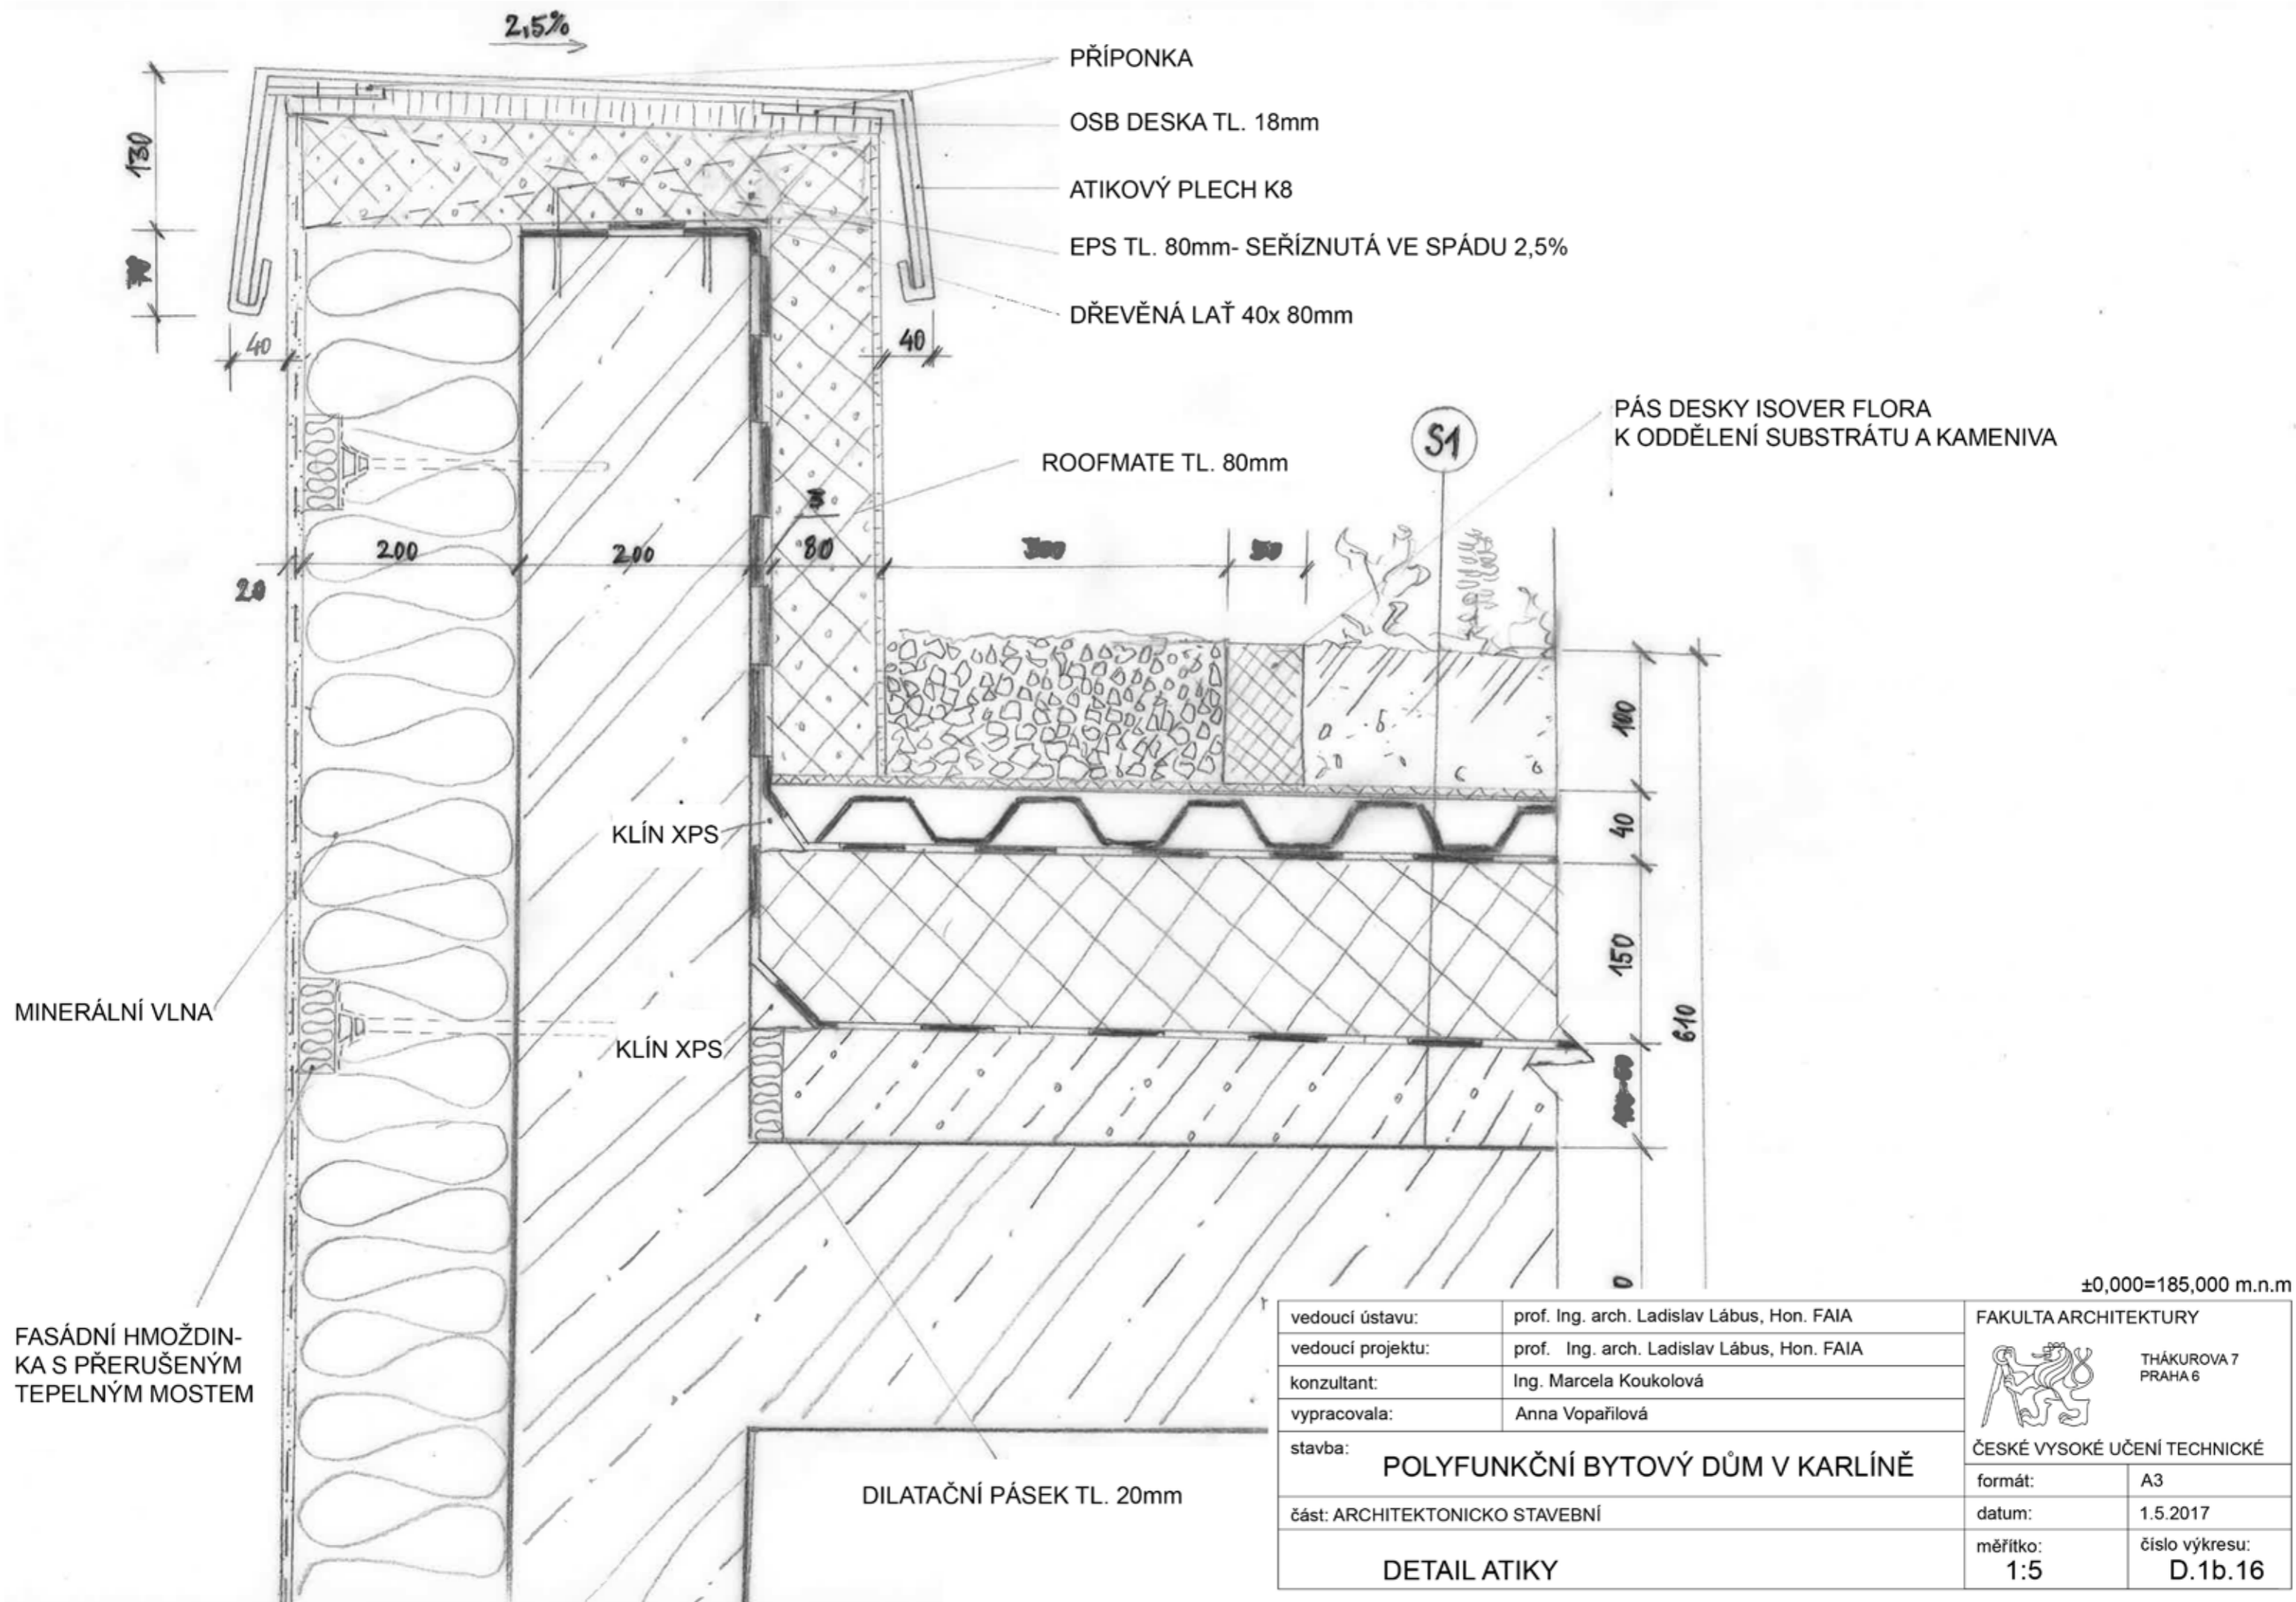 2,5%
PŘÍPONKA
OSB DESKA TL. 18mm
130
ATIKOVÝ PLECH K8
EPS TL. 80mm- SEŘÍZNUTÁ VE SPÁDU 2,5%
DŘEVĚNÁ LAŤ 40x 80mm
40
40
PÁS DESKY ISOVER FLORA
K ODDĚLENÍ SUBSTRÁTU A KAMENIVA
S1
ROOFMATE TL. 80mm
20
200
200
80
100
KLÍN XPS
40
150
MINERÁLNÍ VLNA
610
KLÍN XPS
FASÁDNÍ HMOŽDIN-
KA S PŘERUŠENÝM
TEPELNÝM MOSTEM
DILATAČNÍ PÁSEK TL. 20mm
±0,000=185,000 m.n.m
vedoucí ústavu: prof. Ing. arch. Ladislav Lábus, Hon. FAIA
vedoucí projektu: prof. Ing. arch. Ladislav Lábus, Hon. FAIA
konzultant: Ing. Marcela Koukolová
vypracovala: Anna Vopařilová
stavba: POLYFUNKČNÍ BYTOVÝ DŮM V KARLÍNĚ
část: ARCHITEKTONICKO STAVEBNÍ
DETAIL ATIKY
FAKULTA ARCHITEKTURY
THÁKUROVA 7
PRAHA 6
ČESKÉ VYSOKÉ UČENÍ TECHNICKÉ
formát: A3
datum: 1.5.2017
měřítko: 1:5
číslo výkresu: D.1b.16